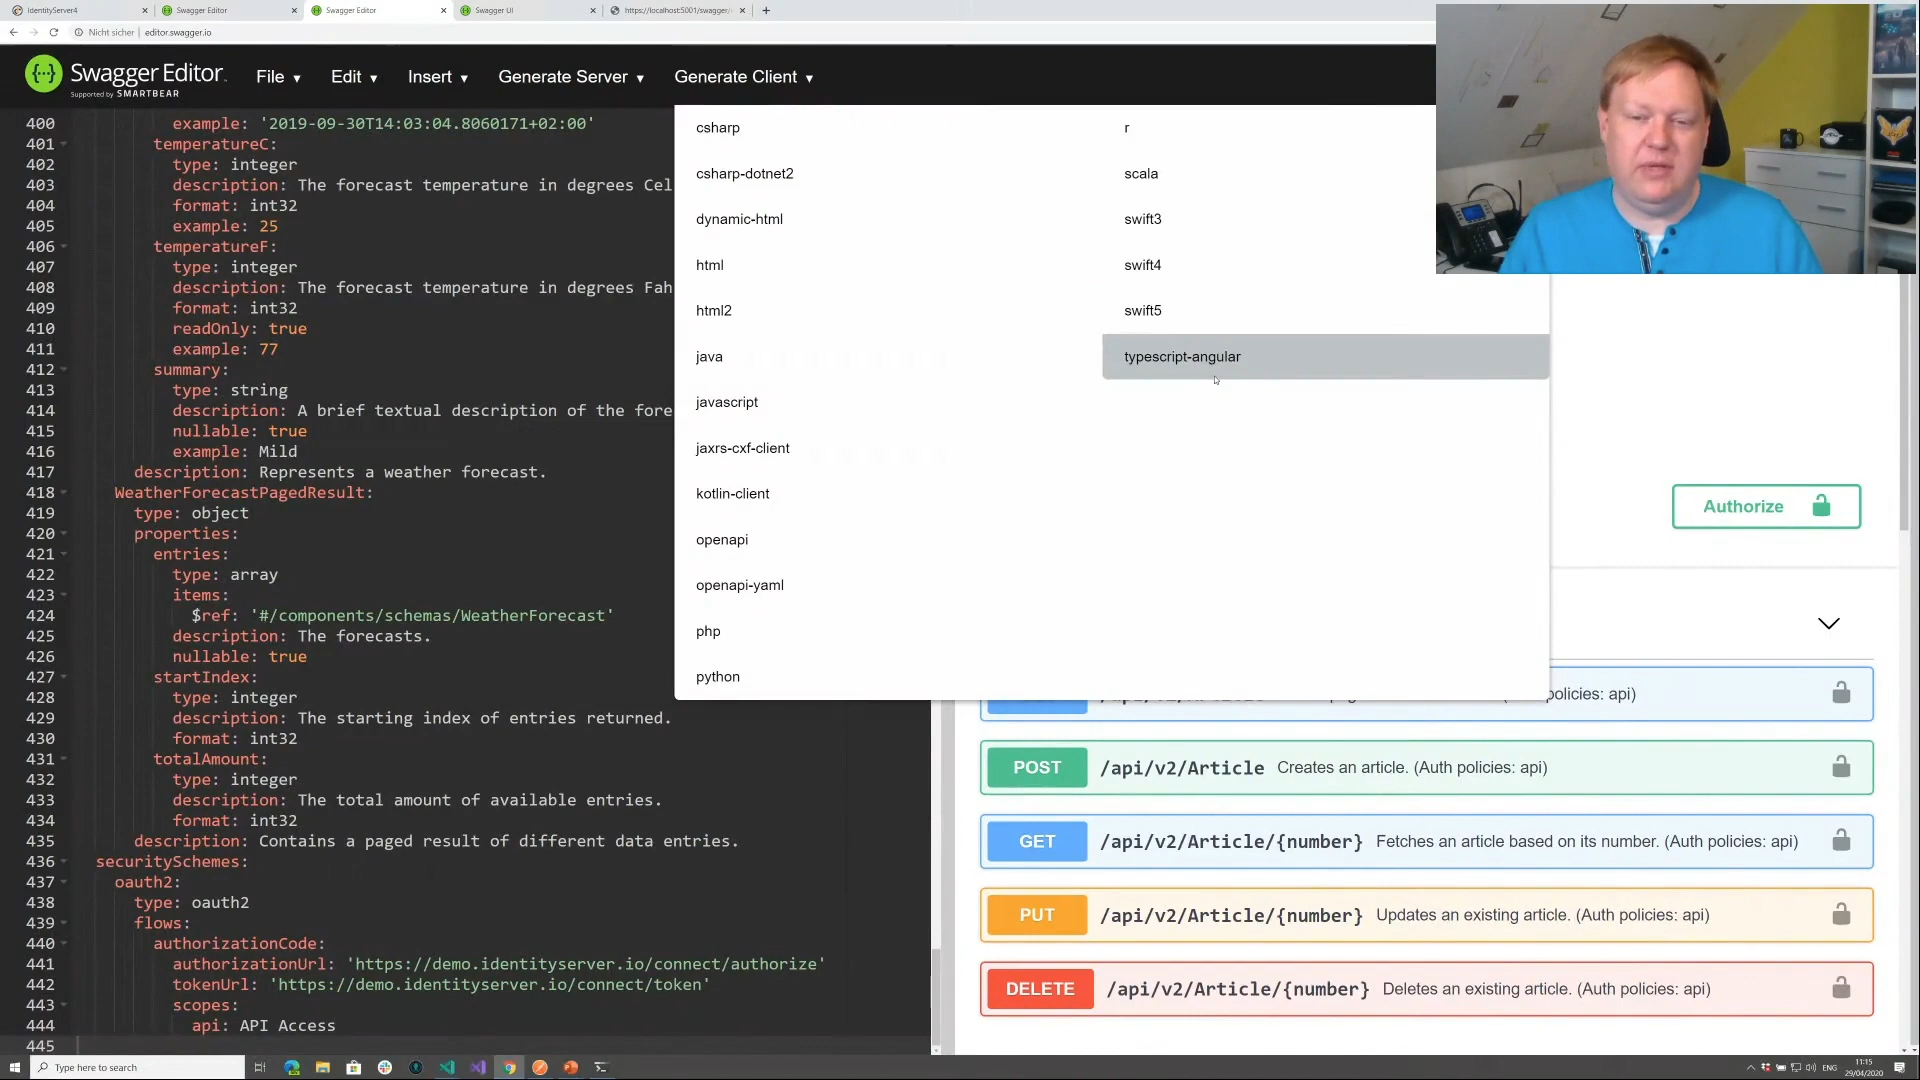 IdentityServer4
Swagger Editor
Swagger Editor
Swagger UI
https://localhost:5001/swagger/
Nicht sicher
editor.swagger.io
Swagger Editor
Supported by SMARTBEAR
File
Edit
Insert
Generate Server
Generate Client
400 example: '2019-09-30T14:03:04.8060171+02:00'
401 temperatureC:
402 type: integer
403 description: The forecast temperature in degrees Cel
404 format: int32
405 example: 25
406 temperatureF:
407 type: integer
408 description: The forecast temperature in degrees Fah
409 format: int32
410 readOnly: true
411 example: 77
412 summary:
413 type: string
414 description: A brief textual description of the fore
415 nullable: true
416 example: Mild
417 description: Represents a weather forecast.
418 WeatherForecastPagedResult:
419 type: object
420 properties:
421 entries:
422 type: array
423 items:
424 $ref: '#/components/schemas/WeatherForecast'
425 description: The forecasts.
426 nullable: true
427 startIndex:
428 type: integer
429 description: The starting index of entries returned.
430 format: int32
431 totalAmount:
432 type: integer
433 description: The total amount of available entries.
434 format: int32
435 description: Contains a paged result of different data entries.
436 securitySchemes:
437 oauth2:
438 type: oauth2
439 flows:
440 authorizationCode:
441 authorizationUrl: 'https://demo.identityserver.io/connect/authorize'
442 tokenUrl: 'https://demo.identityserver.io/connect/token'
443 scopes:
444 api: API Access
445
csharp
csharp-dotnet2
dynamic-html
html
html2
java
javascript
jaxrs-cxf-client
kotlin-client
openapi
openapi-yaml
php
python
r
scala
swift3
swift4
swift5
typescript-angular
Authorize
policies: api)
POST /api/v2/Article Creates an article. (Auth policies: api)
GET /api/v2/Article/{number} Fetches an article based on its number. (Auth policies: api)
PUT /api/v2/Article/{number} Updates an existing article. (Auth policies: api)
DELETE /api/v2/Article/{number} Deletes an existing article. (Auth policies: api)
Type here to search
ENG
11:15
29/04/2020